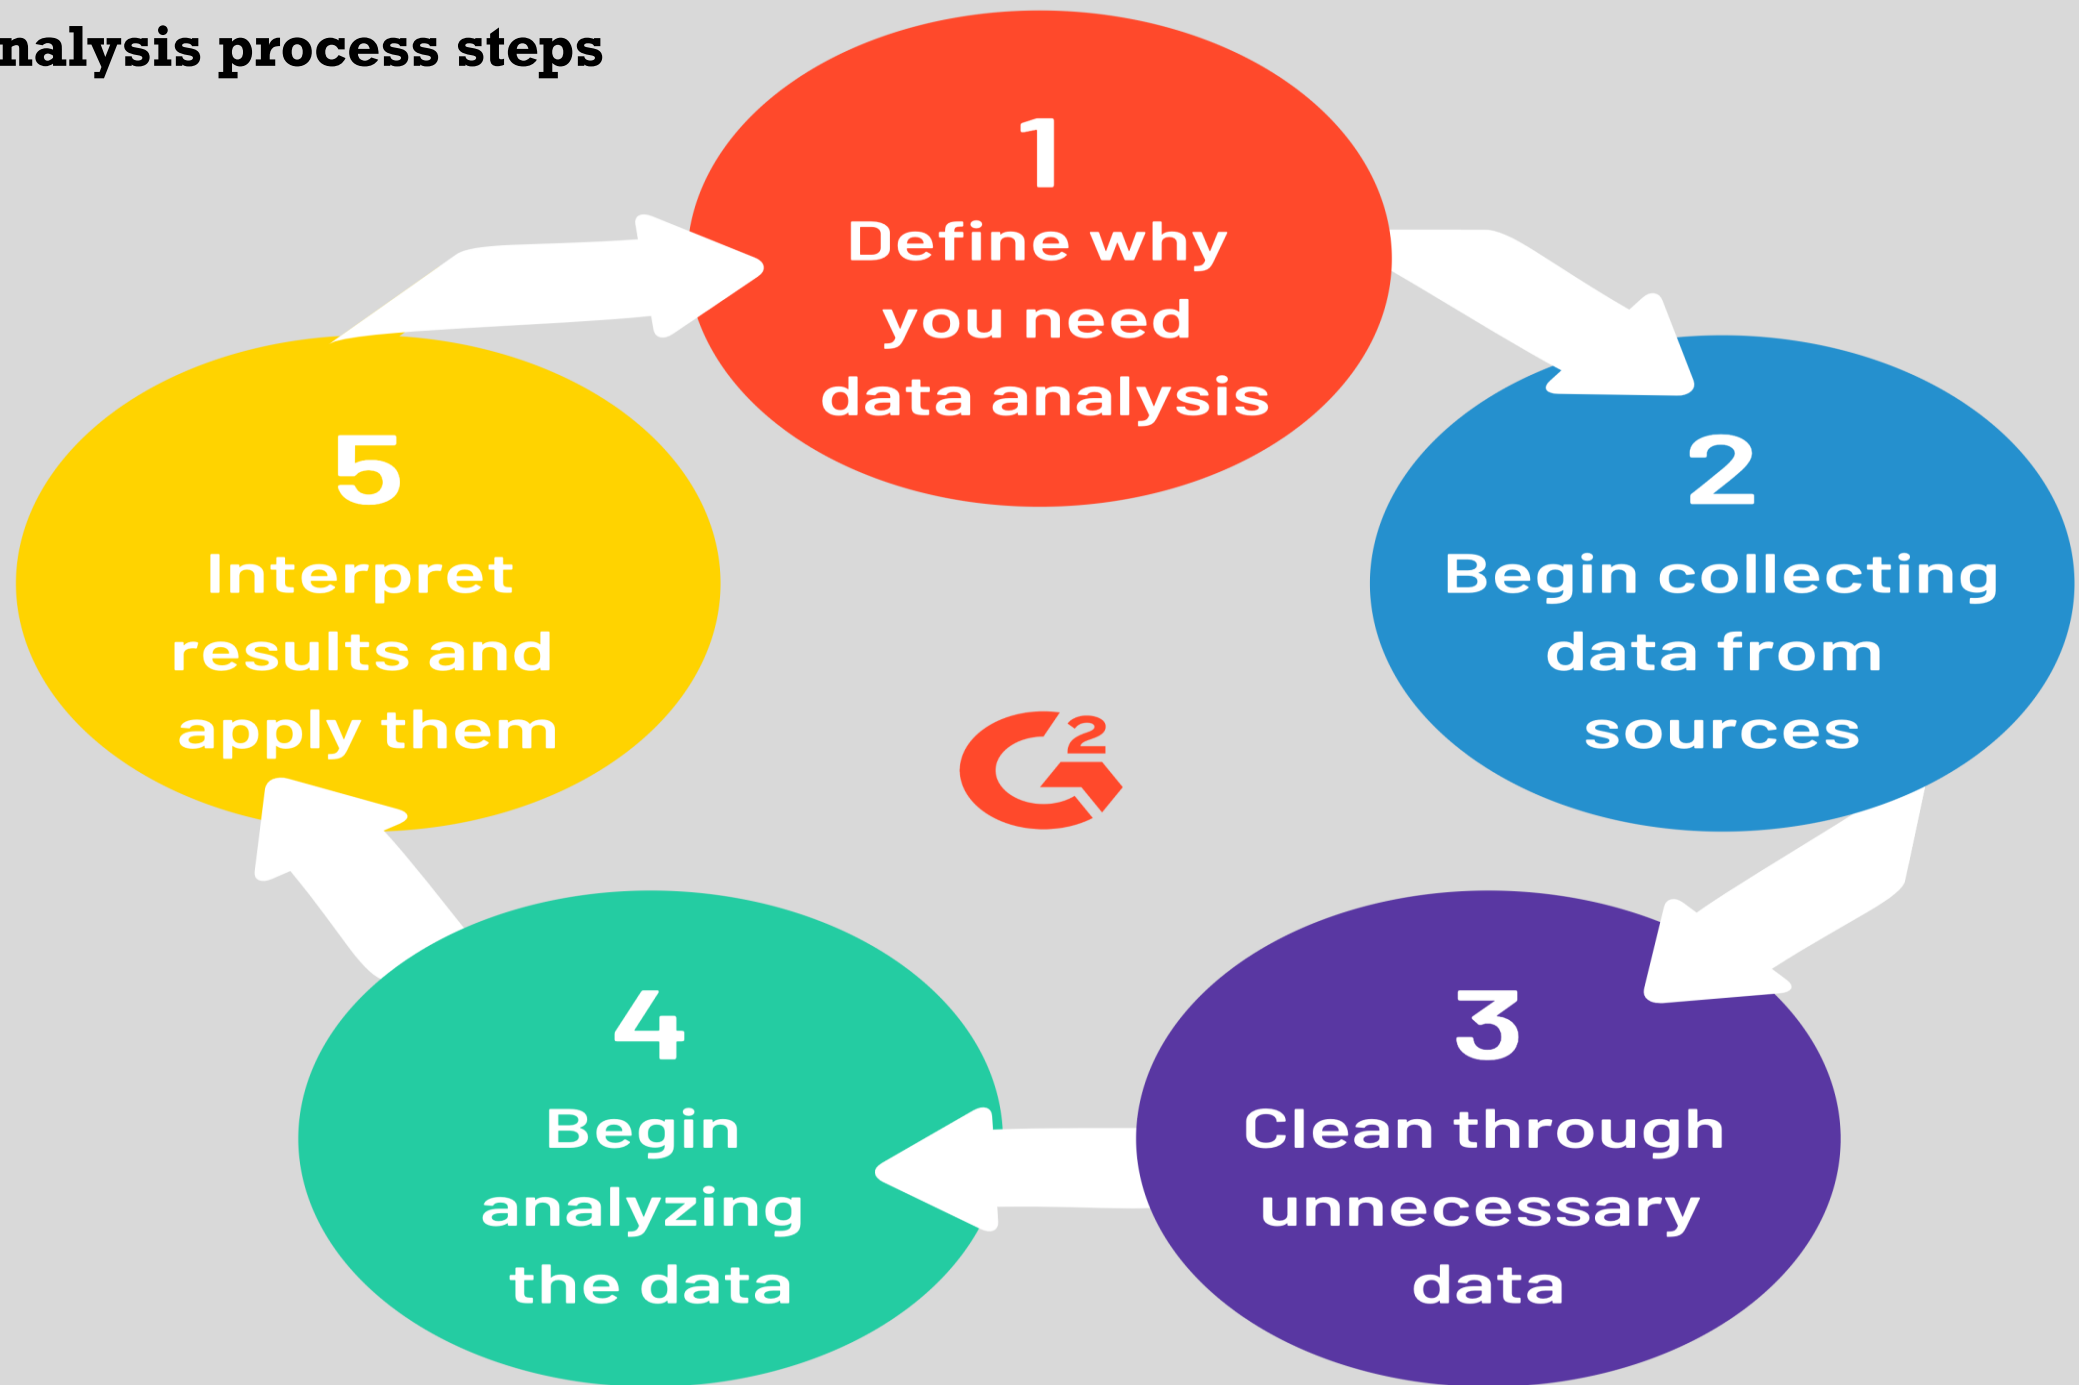 nalysis process steps
1
Define why
you need
data analysis
2
Begin collecting
data from
sources
3
Clean through
unnecessary
data
4
Begin
analyzing
the data
5
Interpret
results and
apply them
G2